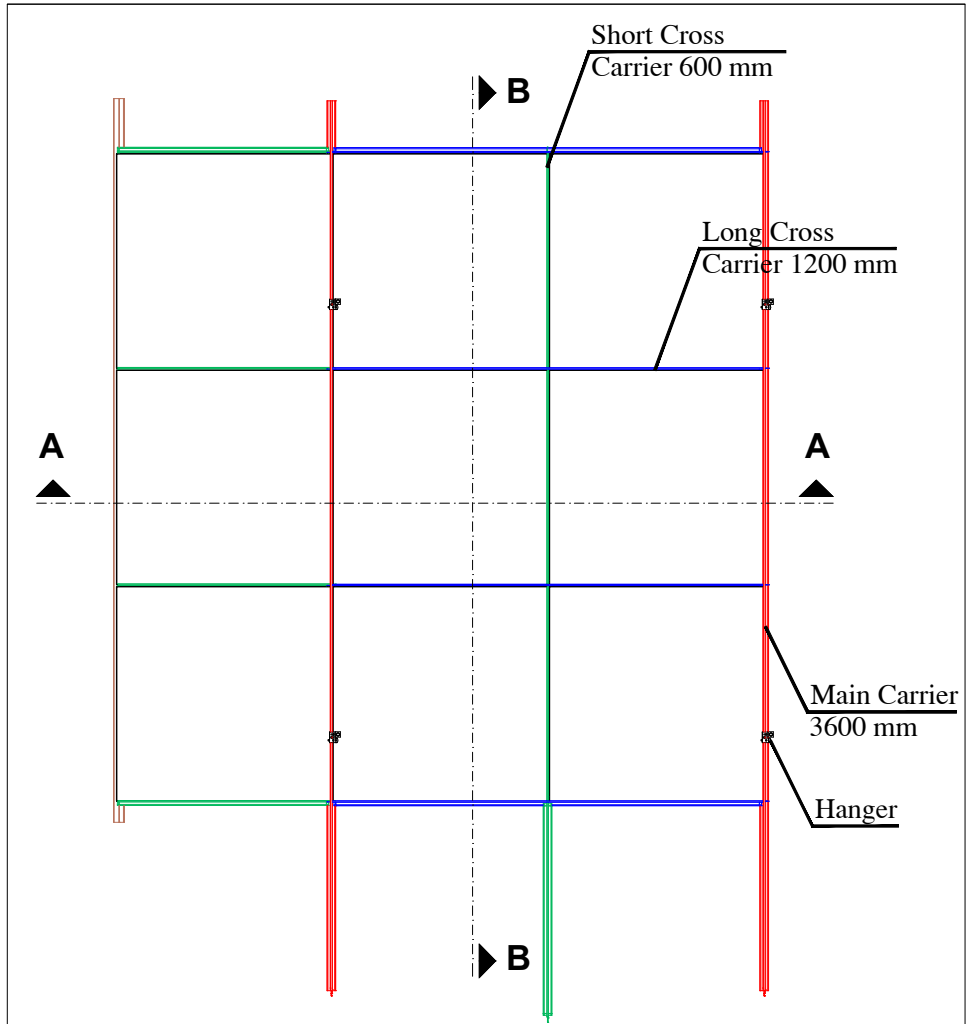 Short Cross
Carrier 600 mm
B
Long Cross
Carrier 1200 mm
A
A
Main Carrier
3600 mm
Hanger
B